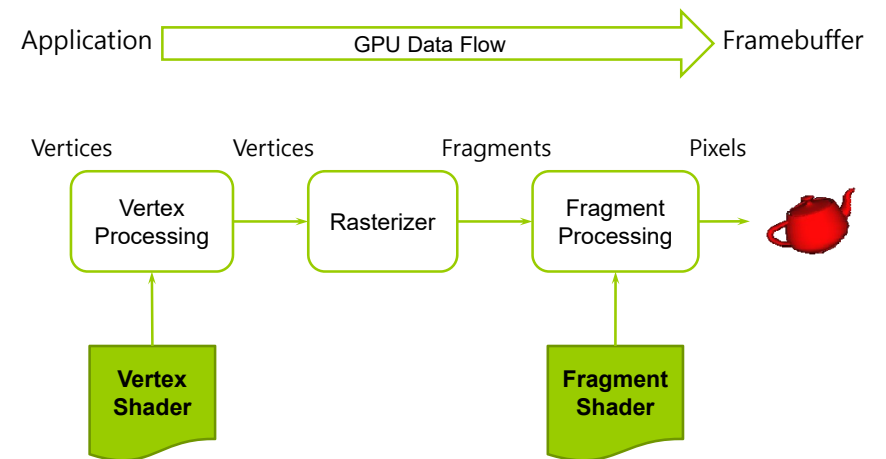 Application
GPU Data Flow
Framebuffer
Vertices
Vertices
Fragments
Pixels
Vertex
Processing
Rasterizer
Fragment
Processing
Vertex
Shader
Fragment
Shader